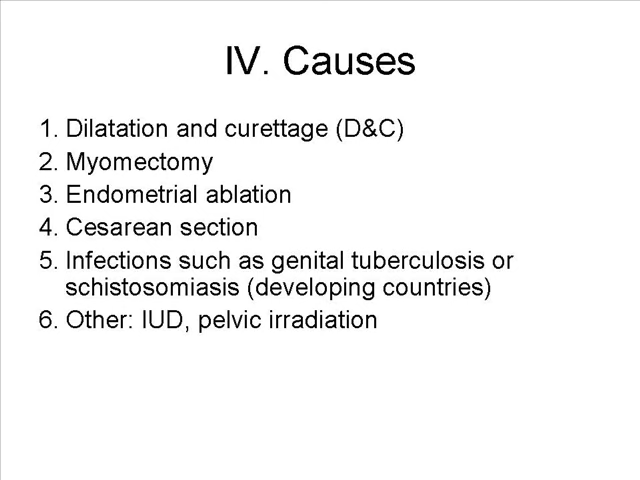 IV. Causes
1. Dilatation and curettage (D&C)
2. Myomectomy
3. Endometrial ablation
4. Cesarean section
5. Infections such as genital tuberculosis or
schistosomiasis (developing countries)
6. Other: IUD, pelvic irradiation